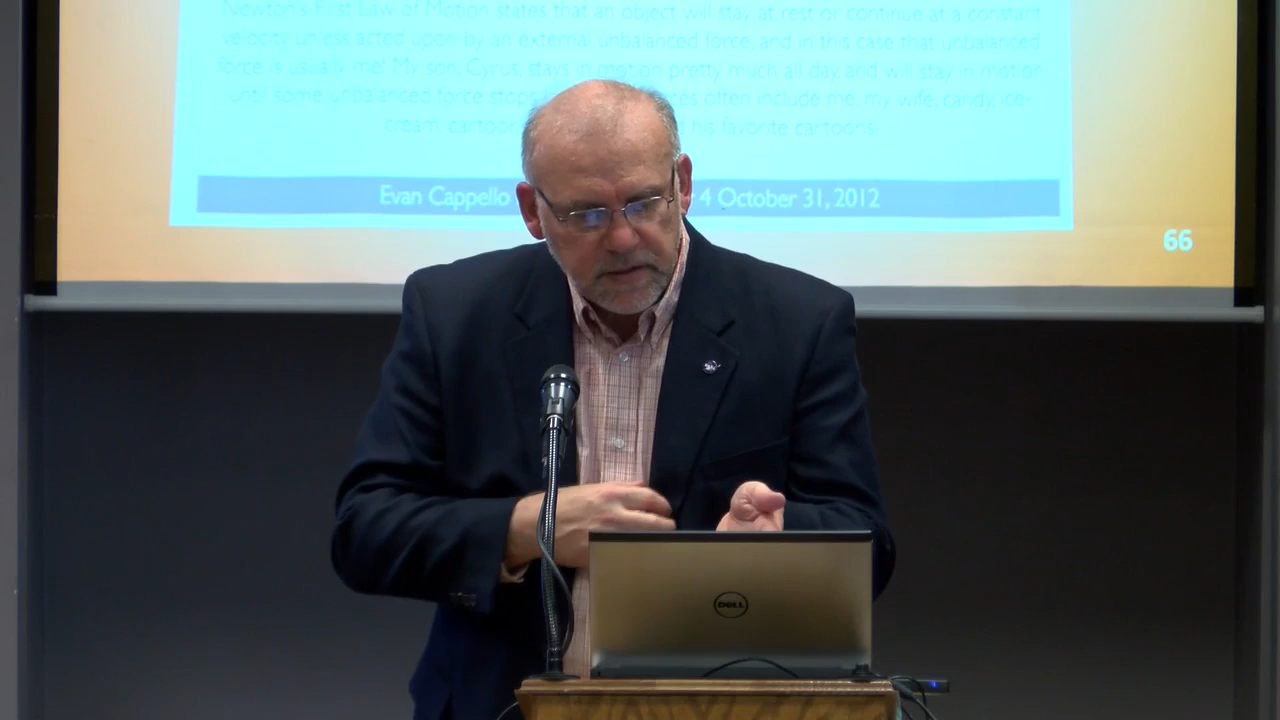 Newton's First Law of Motion states that an object will stay at rest or continue at a constant
velocity unless acted upon by an external unbalanced force, and in this case that unbalanced
force is usually me! My son, Cyrus, stays in motion pretty much all day, and will stay in motion
until some unbalanced force stops often include me, my wife, candy, ice-
cream, his favorite cartoons.
Evan Cappello 4 October 31, 2012
66
DELL